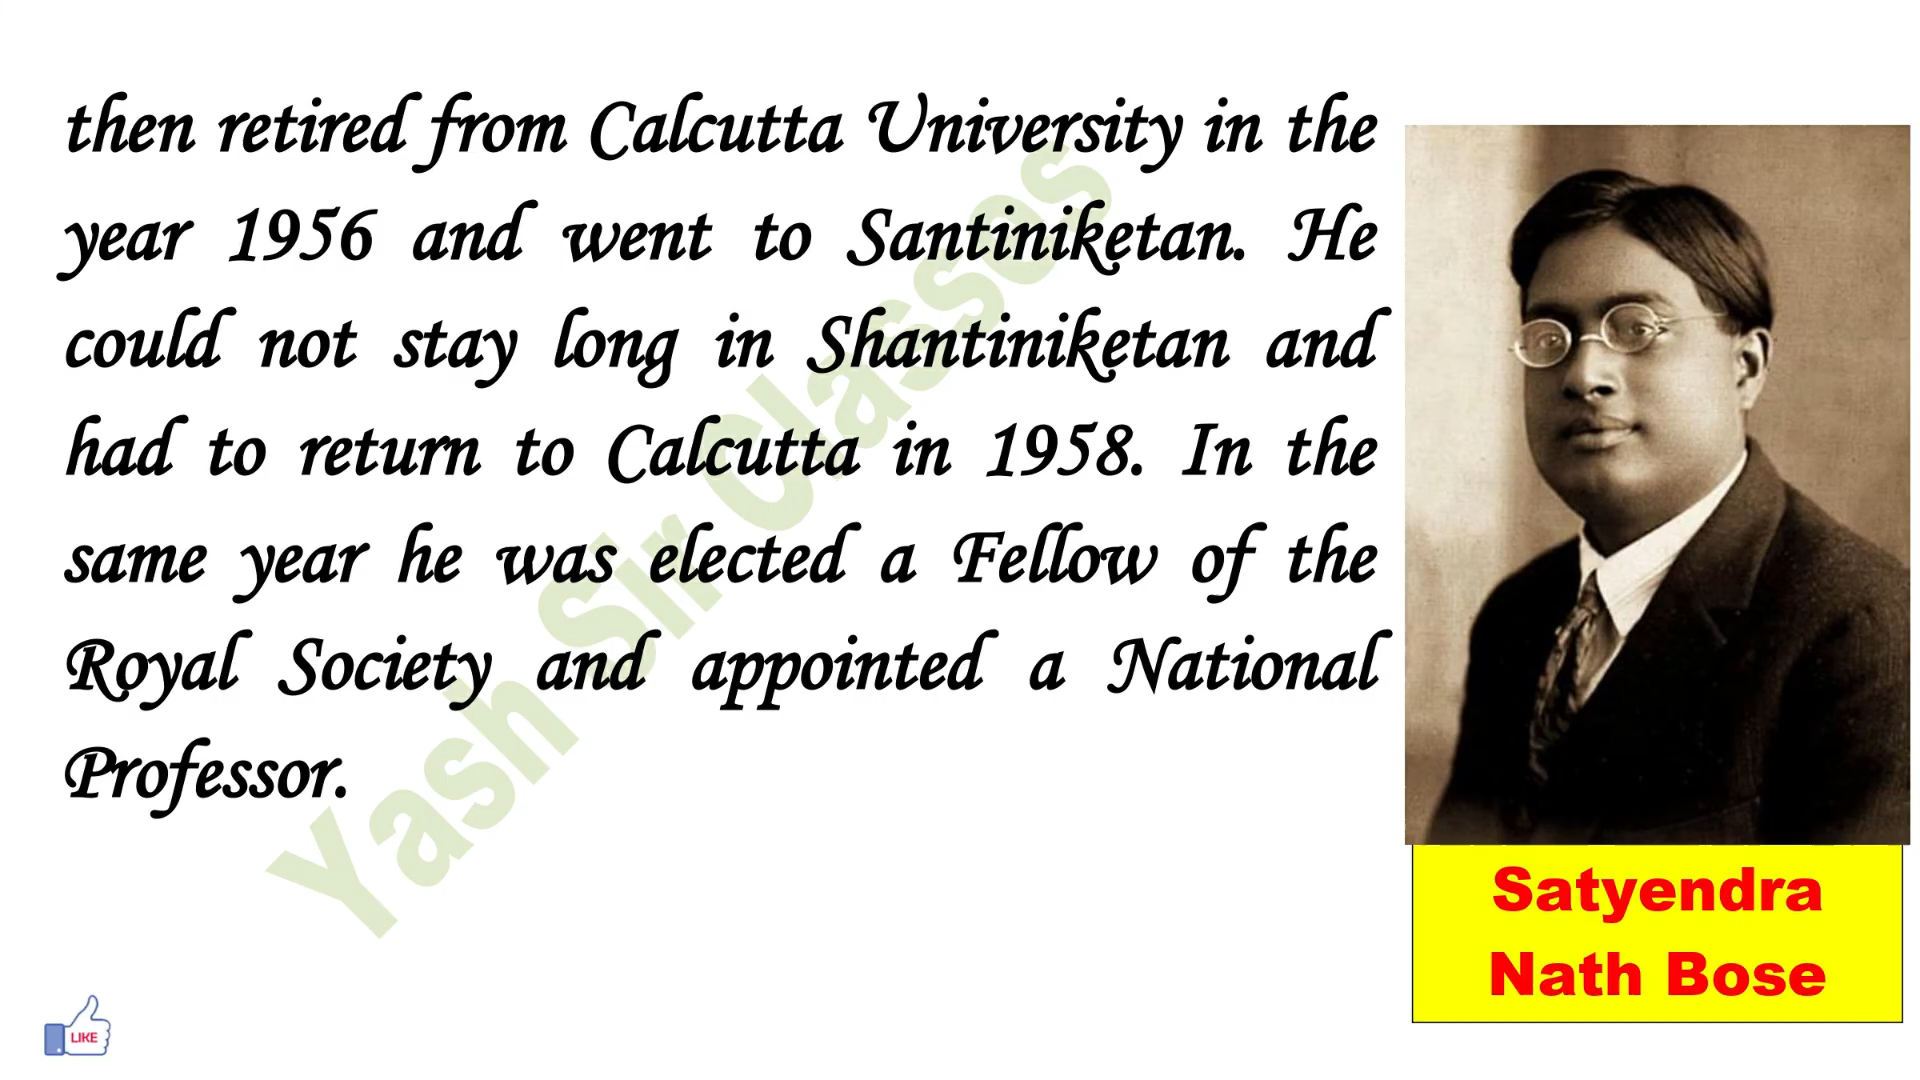 then retired from Calcutta University in the
year 1956 and went to Santiniketan. He
could not stay long in Shantiniketan and
had to return to Calcutta in 1958. In the
same year he was elected a Fellow of the
Royal Society and appointed a National
Professor.
Yash Sir Classes
Satyendra
Nath Bose
LIKE